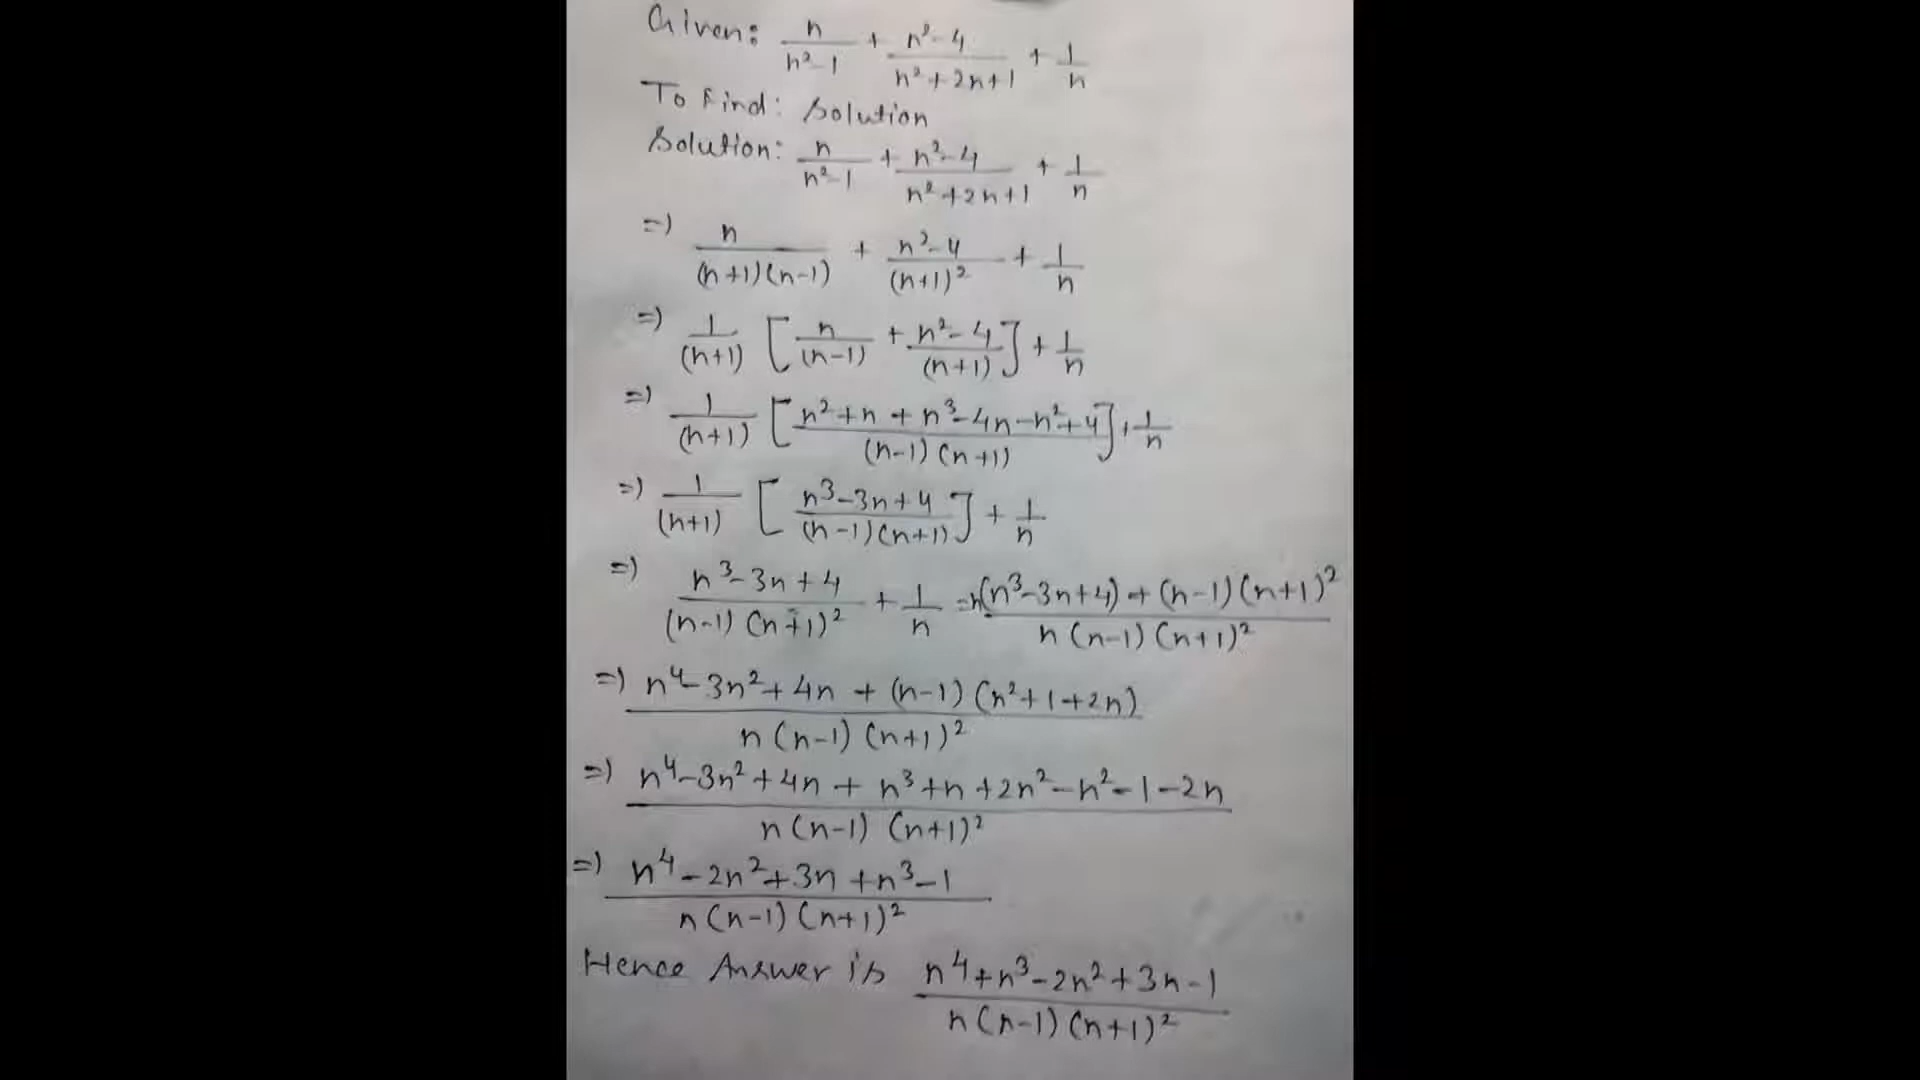 Given: n/(n²-1) + (n²-4)/(n²+2n+1) + 1/n
To Find: Solution
Solution: n/(n²-1) + (n²-4)/(n²+2n+1) + 1/n
=) n/((n+1)(n-1)) + (n²-4)/(n+1)² + 1/n
=) 1/(n+1) [n/(n-1) + (n²-4)/(n+1)] + 1/n
=) 1/(n+1) [(n²+n+n³-4n-n²+4)/((n-1)(n+1))] + 1/n
=) 1/(n+1) [(n³-3n+4)/((n-1)(n+1))] + 1/n
=) (n³-3n+4)/((n-1)(n+1)²) + 1/n = (n(n³-3n+4)+(n-1)(n+1)²)/(n(n-1)(n+1)²)
=) (n⁴-3n²+4n+(n-1)(n²+1+2n))/(n(n-1)(n+1)²)
=) (n⁴-3n²+4n+n³+n+2n²-n²-1-2n)/(n(n-1)(n+1)²)
=) (n⁴-2n²+3n+n³-1)/(n(n-1)(n+1)²)
Hence Answer is (n⁴+n³-2n²+3n-1)/(n(n-1)(n+1)²)